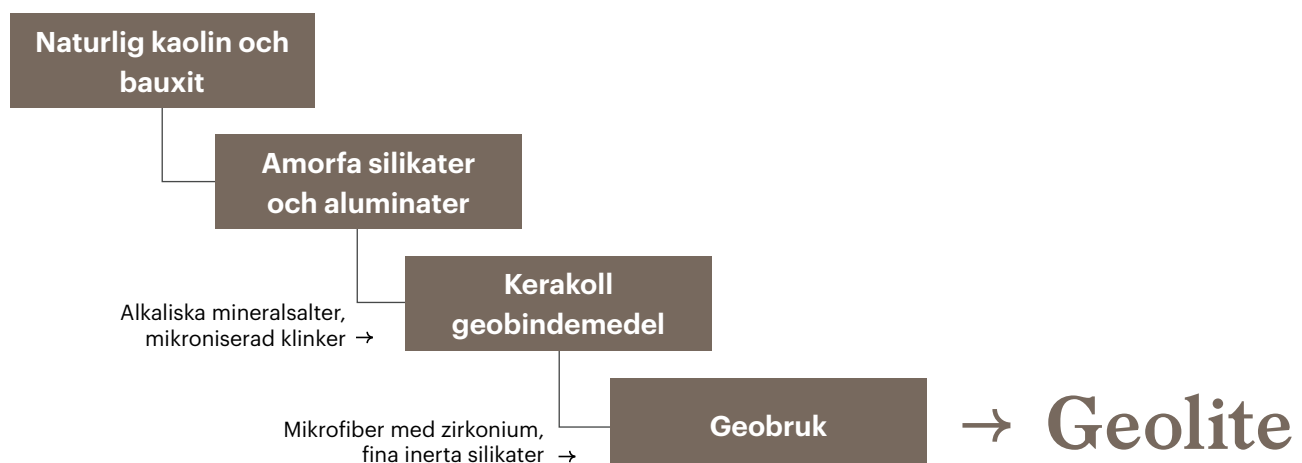 Naturlig kaolin och
bauxit
Amorfa silikater
och aluminater
Alkaliska mineralsalter,
mikroniserad klinker →
Kerakoll
geobindemedel
Mikrofiber med zirkonium,
fina inerta silikater →
Geobruk
→ Geolite